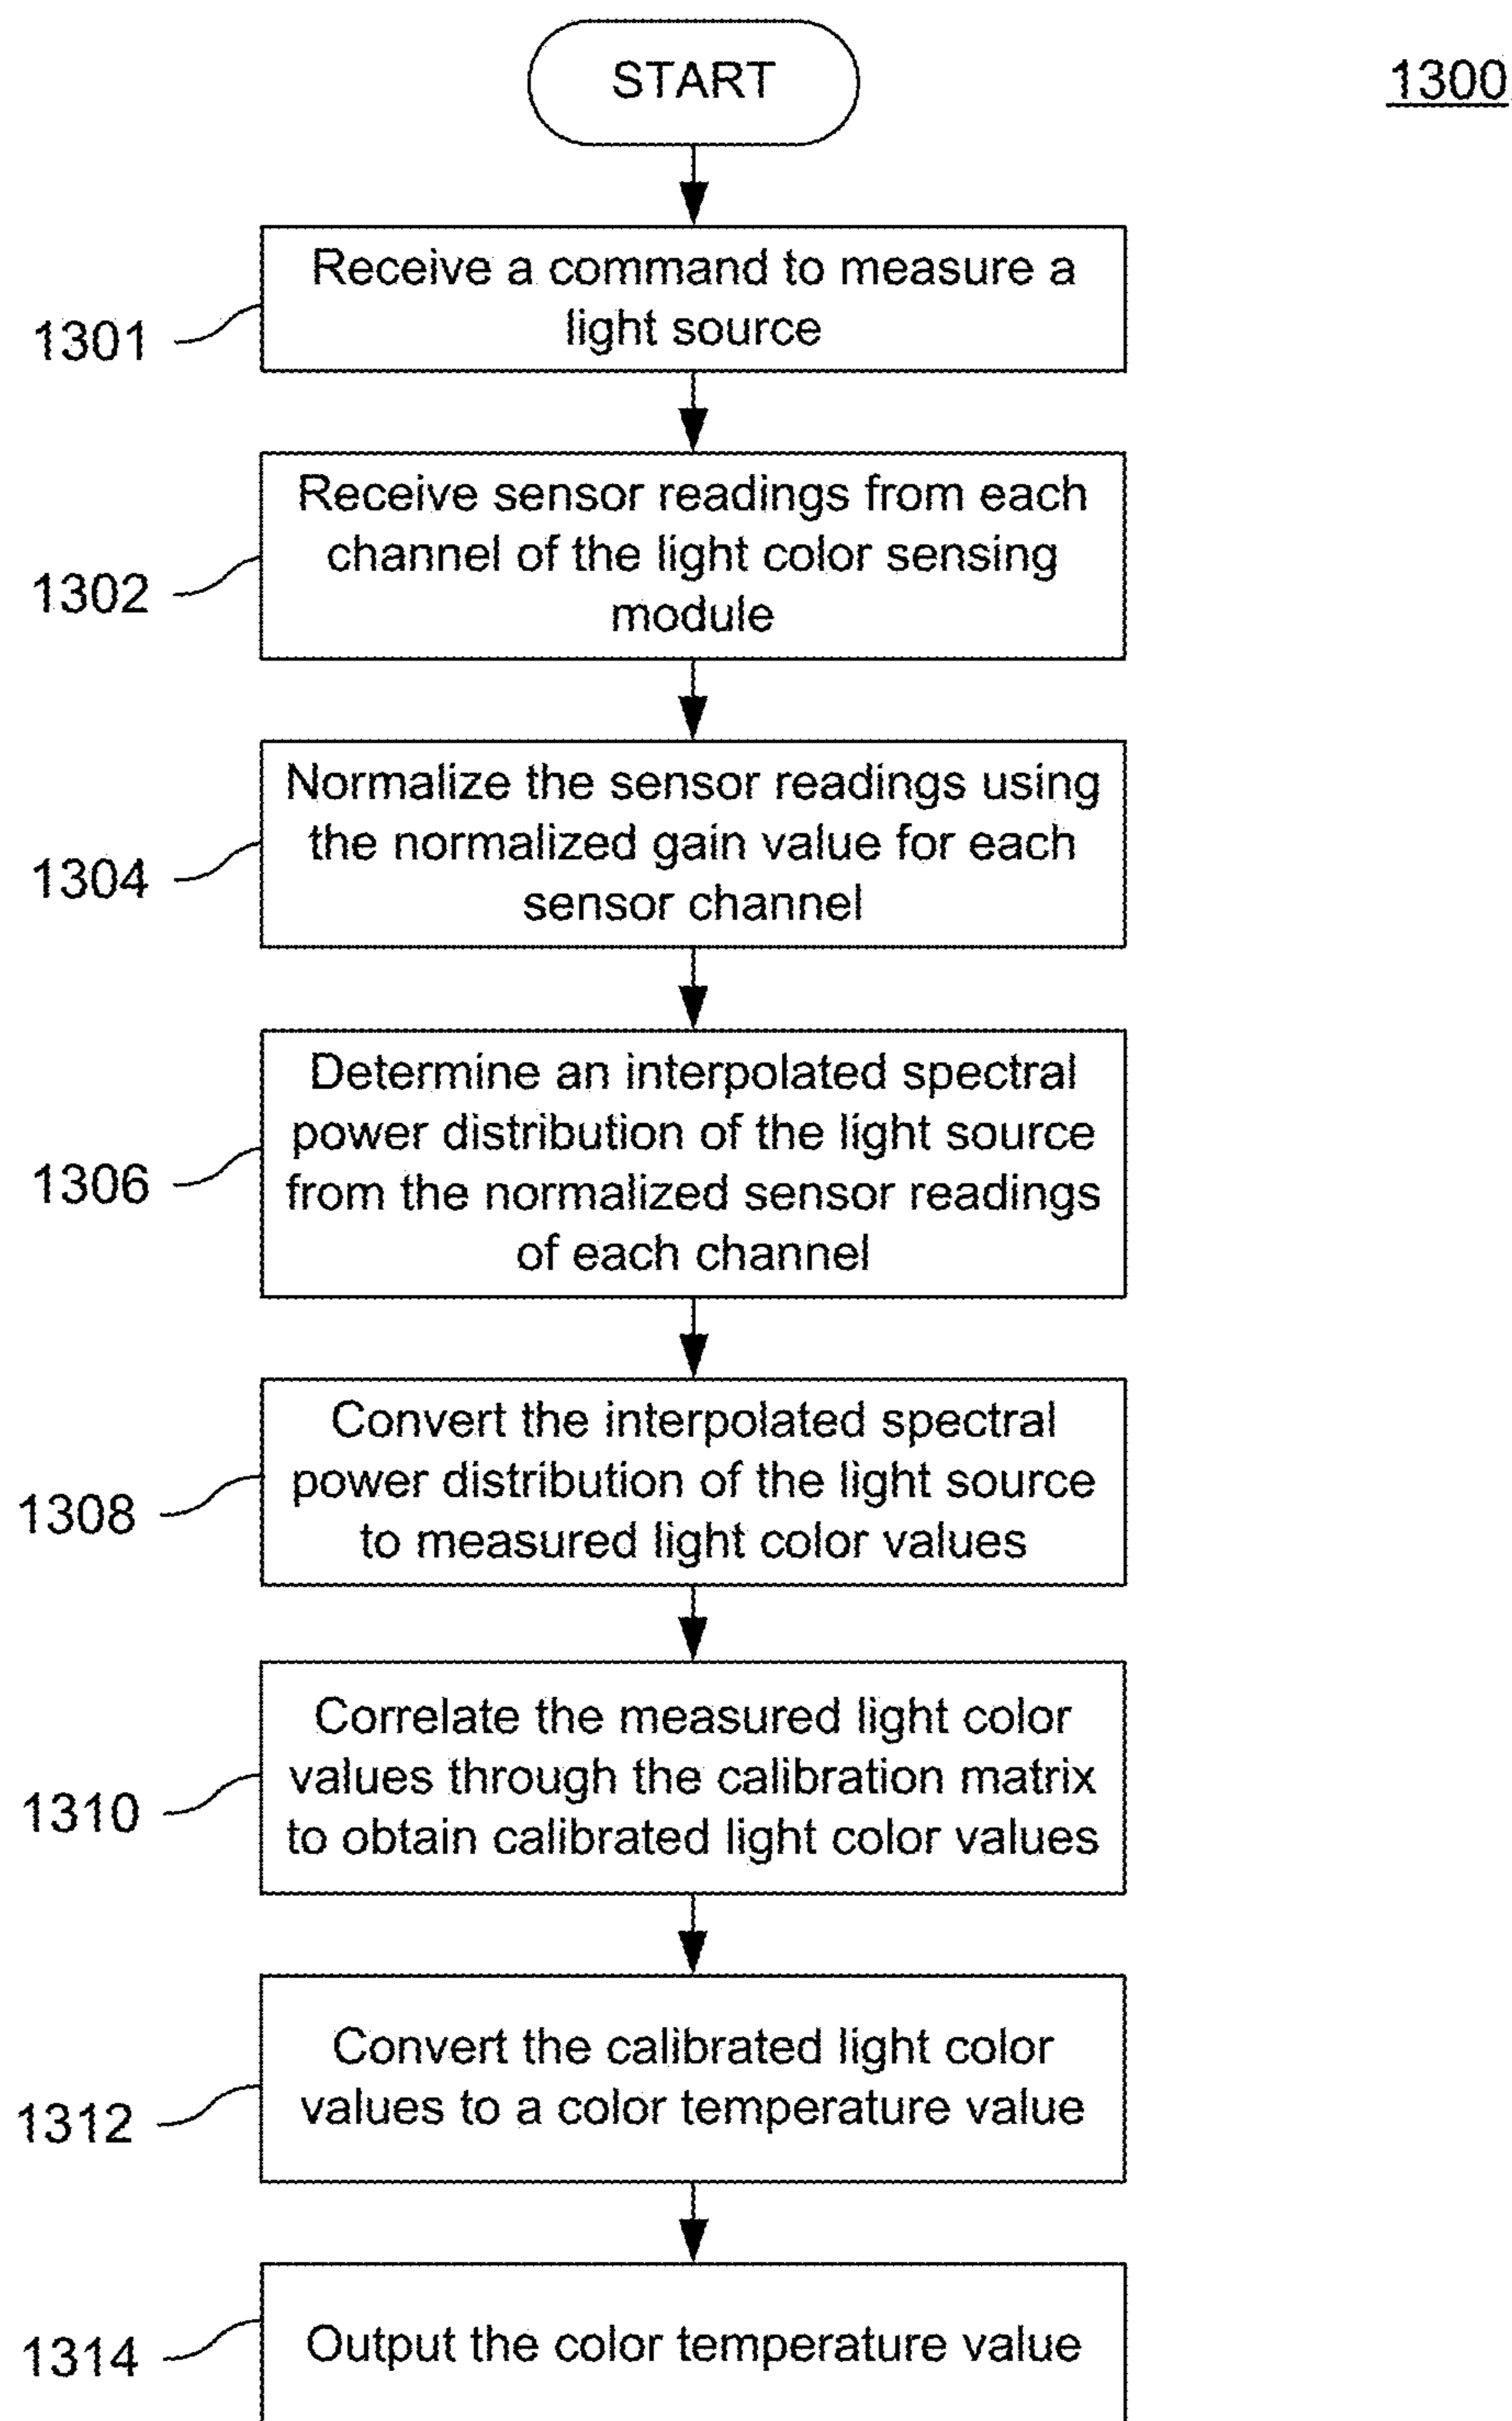 START
1300
Receive a command to measure a
light source
1301
Receive sensor readings from each
channel of the light color sensing
module
1302
Normalize the sensor readings using
the normalized gain value for each
sensor channel
1304
Determine an interpolated spectral
power distribution of the light source
from the normalized sensor readings
of each channel
1306
Convert the interpolated spectral
power distribution of the light source
to measured light color values
1308
Correlate the measured light color
values through the calibration matrix
to obtain calibrated light color values
1310
Convert the calibrated light color
values to a color temperature value
1312
Output the color temperature value
1314